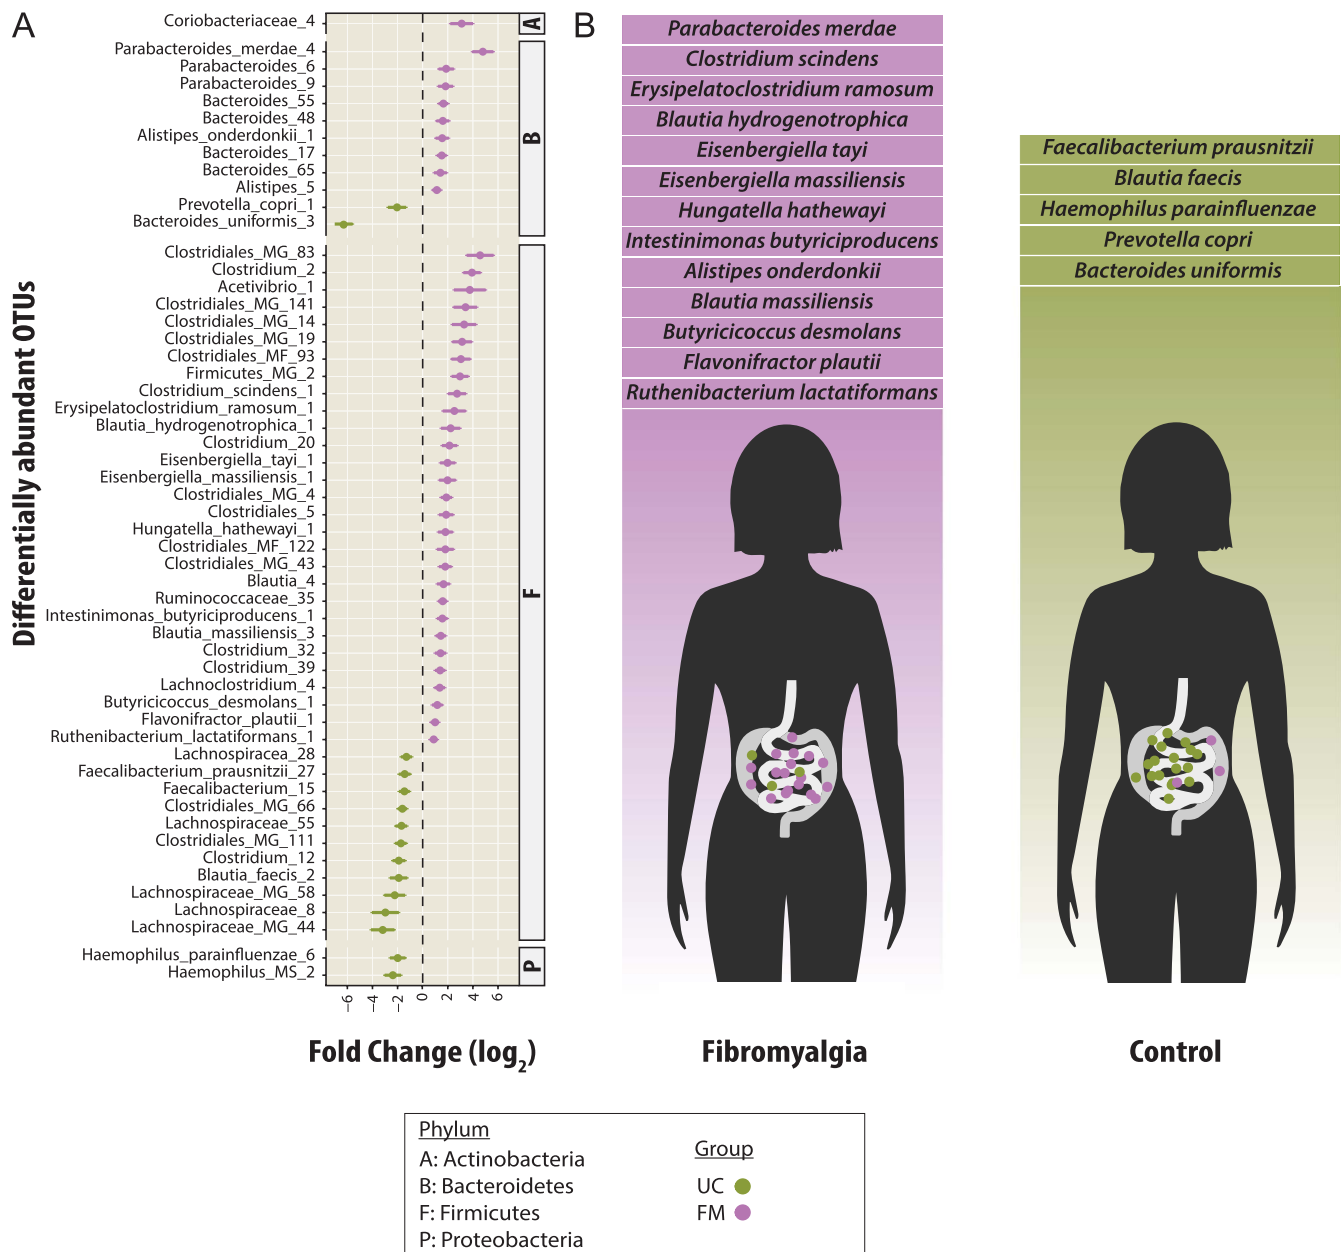 A
Differentially abundant OTUs
Coriobacteriaceae_4
A
Parabacteroides_merdae_4
Parabacteroides_6
Parabacteroides_9
Bacteroides_55
Bacteroides_48
Alistipes_onderdonkii_1
Bacteroides_17
Bacteroides_65
Alistipes_5
Prevotella_copri_1
Bacteroides_uniformis_3
B
Clostridiales_MG_83
Clostridium_2
Acetivibrio_1
Clostridiales_MG_141
Clostridiales_MG_14
Clostridiales_MG_19
Clostridiales_MF_93
Firmicutes_MG_2
Clostridium_scindens_1
Erysipelatoclostridium_ramosum_1
Blautia_hydrogenotrophica_1
Clostridium_20
Eisenbergiella_tayi_1
Eisenbergiella_massiliensis_1
Clostridiales_MG_4
Clostridiales_5
Hungatella_hathewayi_1
Clostridiales_MF_122
Clostridiales_MG_43
Blautia_4
Ruminococcaceae_35
Intestinimonas_butyriciproducens_1
Blautia_massiliensis_3
Clostridium_32
Clostridium_39
Lachnoclostridium_4
Butyricicoccus_desmolans_1
Flavonifractor_plautii_1
Ruthenibacterium_lactatiformans_1
Lachnospiracea_28
Faecalibacterium_prausnitzii_27
Faecalibacterium_15
Clostridiales_MG_66
Lachnospiraceae_55
Clostridiales_MG_111
Clostridium_12
Blautia_faecis_2
Lachnospiraceae_MG_58
Lachnospiraceae_8
Lachnospiraceae_MG_44
F
Haemophilus_parainfluenzae_6
Haemophilus_MS_2
P
−6 −4 −2 0 2 4 6
Fold Change (log2)
B
Parabacteroides merdae
Clostridium scindens
Erysipelatoclostridium ramosum
Blautia hydrogenotrophica
Eisenbergiella tayi
Eisenbergiella massiliensis
Hungatella hathewayi
Intestinimonas butyriciproducens
Alistipes onderdonkii
Blautia massiliensis
Butyricicoccus desmolans
Flavonifractor plautii
Ruthenibacterium lactatiformans
Fibromyalgia
Faecalibacterium prausnitzii
Blautia faecis
Haemophilus parainfluenzae
Prevotella copri
Bacteroides uniformis
Control
Phylum
A: Actinobacteria
B: Bacteroidetes
F: Firmicutes
P: Proteobacteria
Group
UC
FM